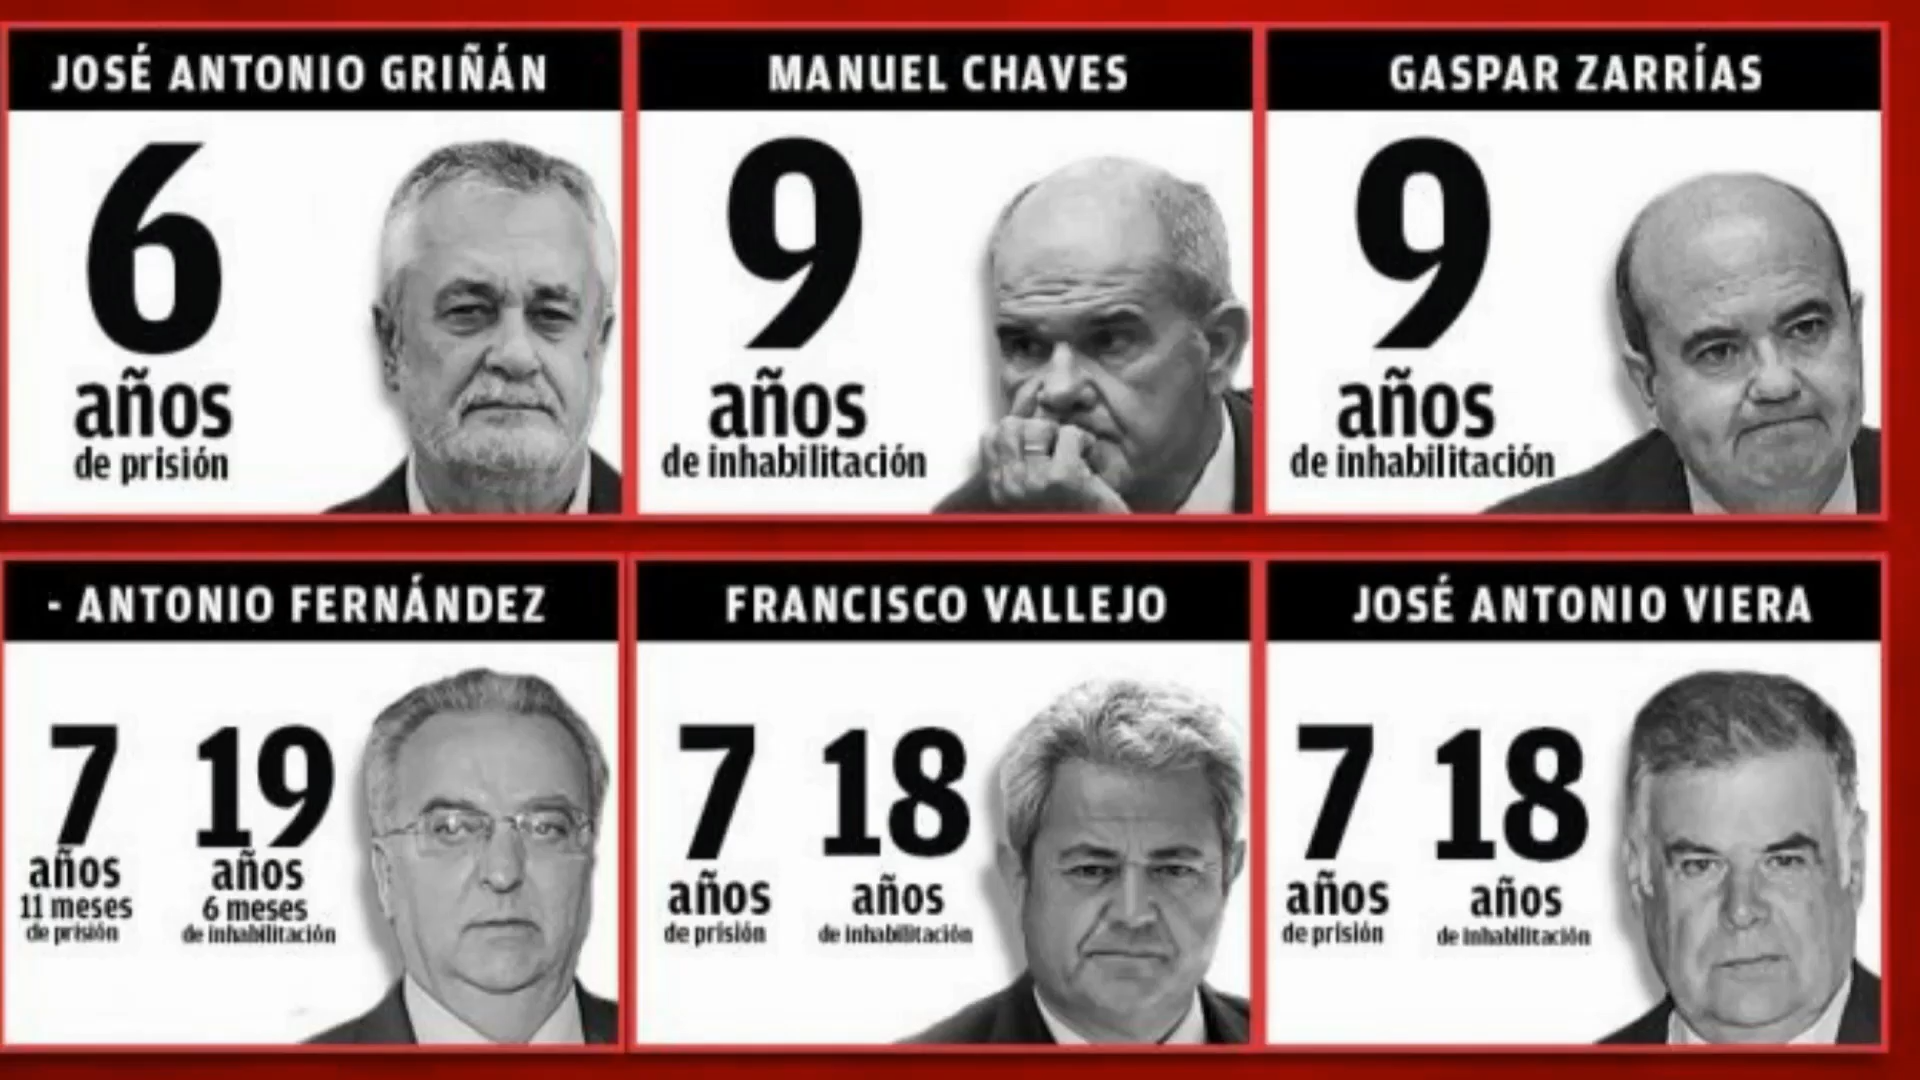 JOSÉ ANTONIO GRIÑÁN
6
años
de prisión
MANUEL CHAVES
9
años
de inhabilitación
GASPAR ZARRÍAS
9
años
de inhabilitación
- ANTONIO FERNÁNDEZ
7
años
11 meses
de prisión
19
años
6 meses
de inhabilitación
FRANCISCO VALLEJO
7
años
de prisión
18
años
de inhabilitación
JOSÉ ANTONIO VIERA
7
años
de prisión
18
años
de inhabilitación